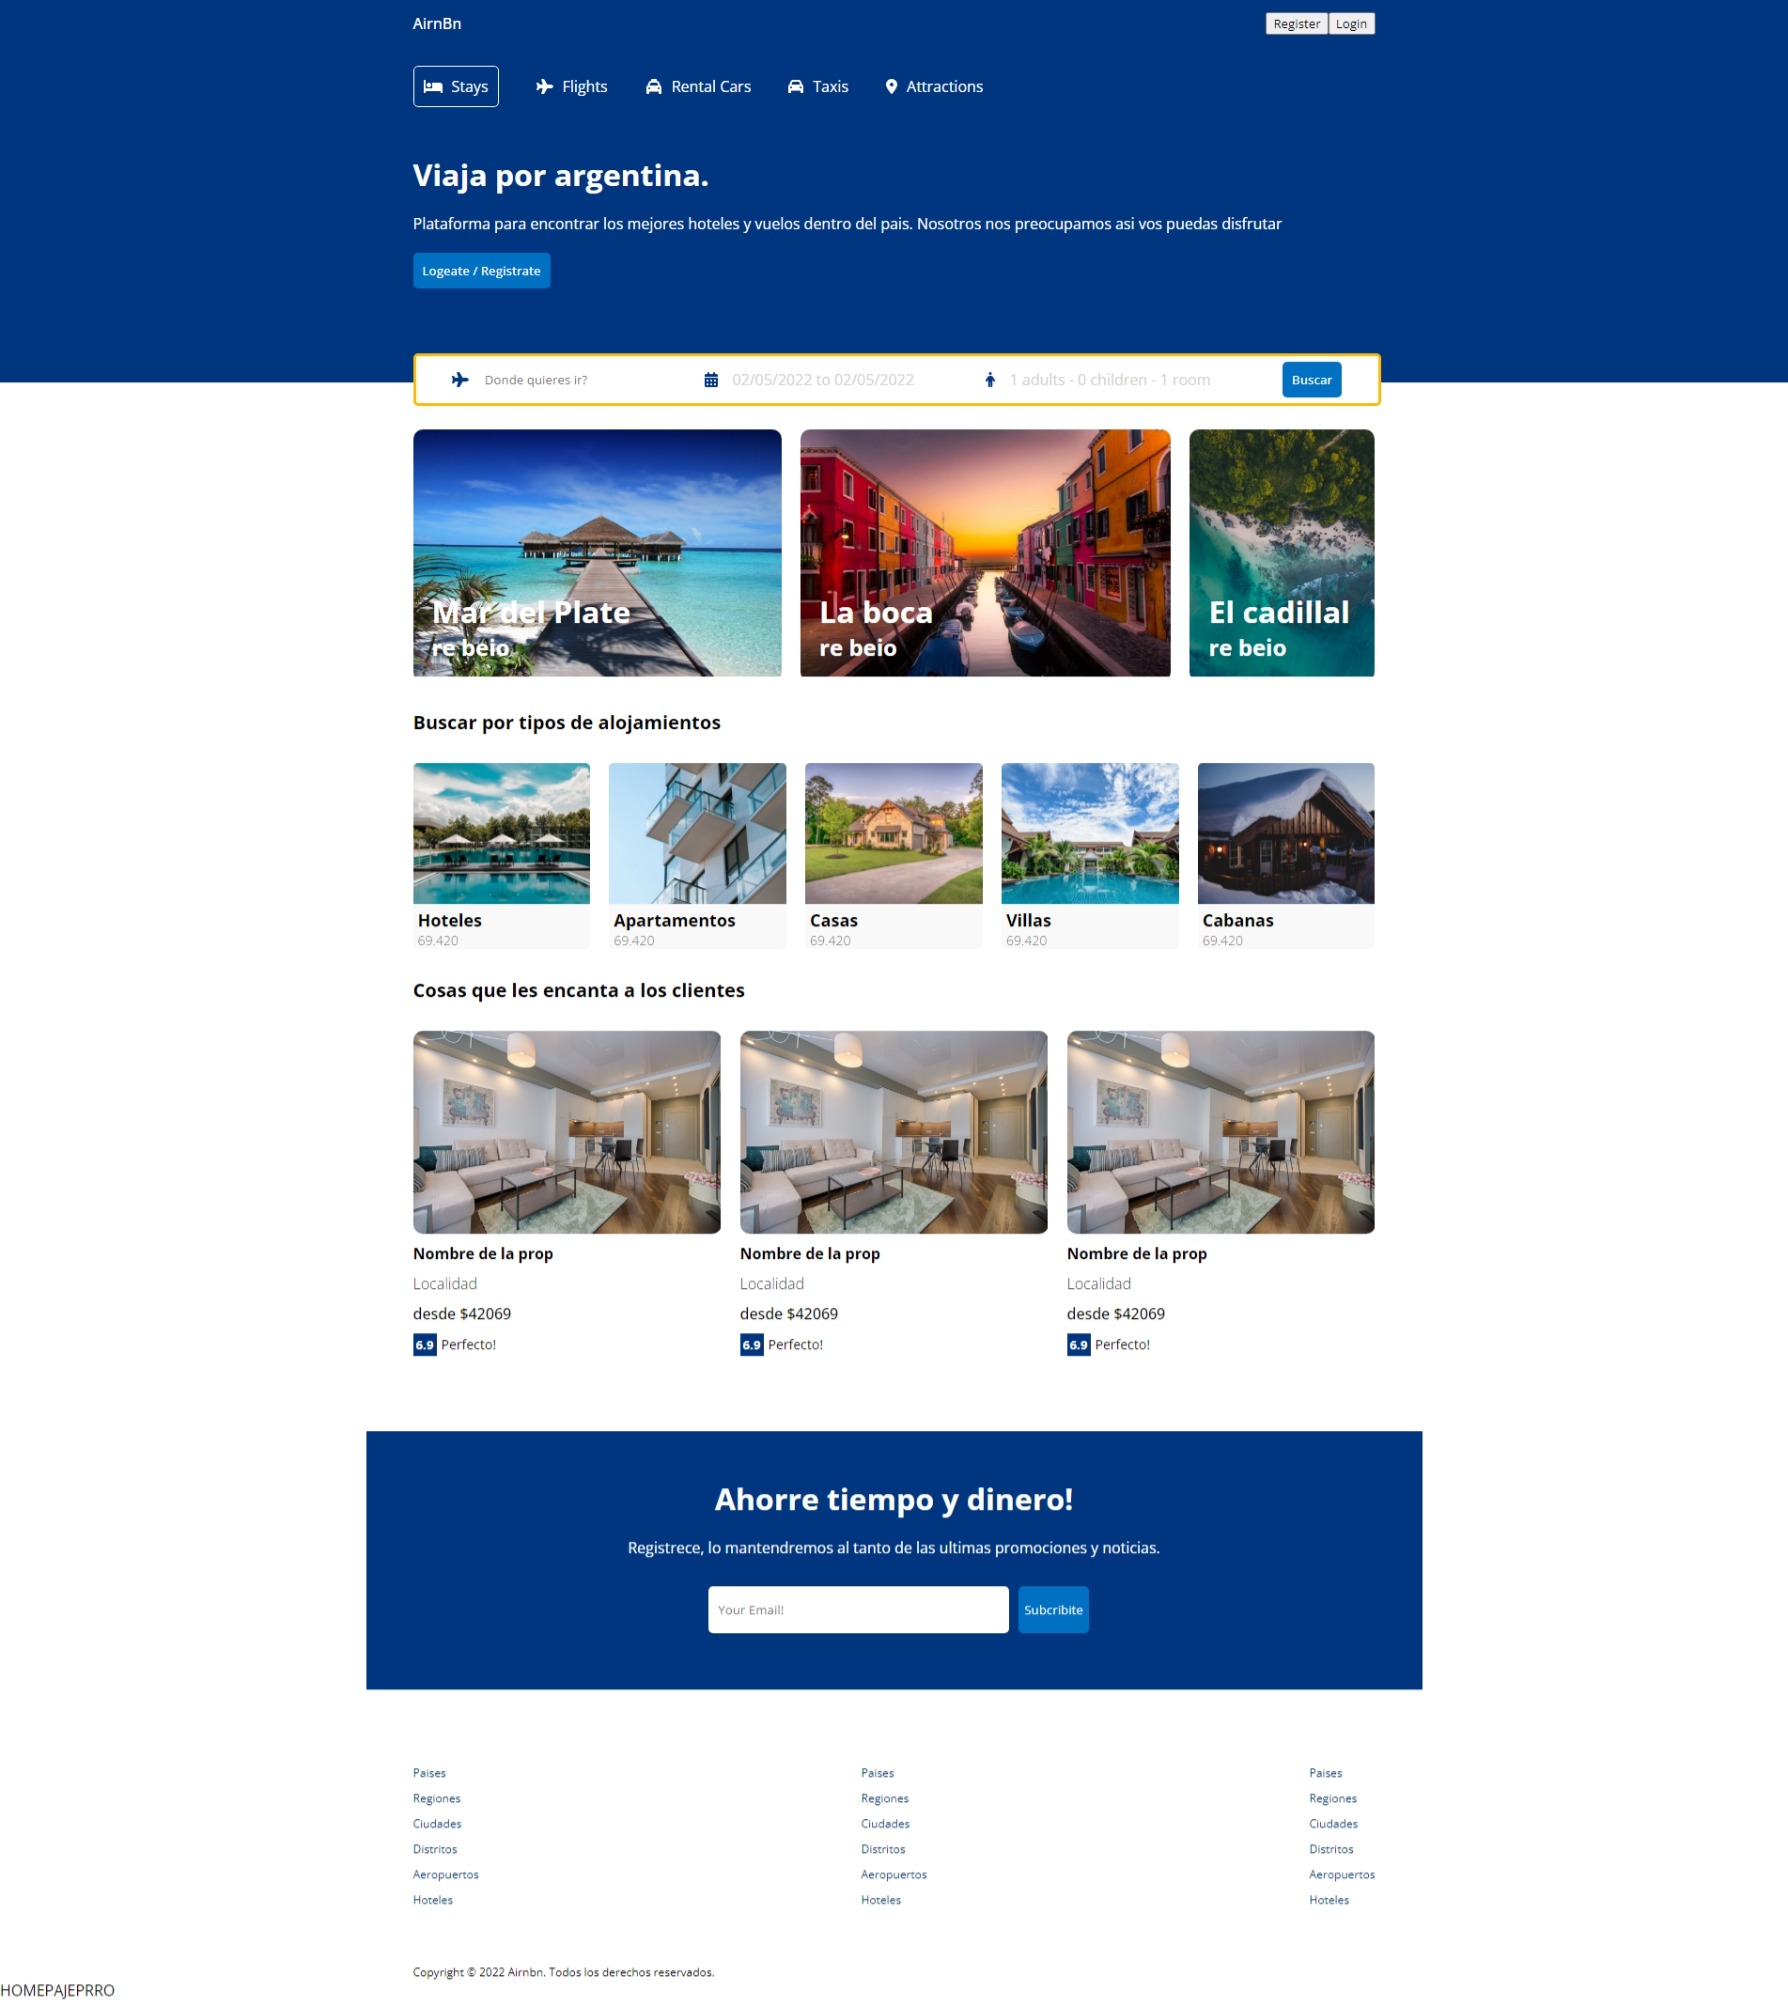 AirnBn
Register Login
Stays Flights Rental Cars Taxis Attractions
Viaja por argentina.
Plataforma para encontrar los mejores hoteles y vuelos dentro del pais. Nosotros nos preocupamos asi vos puedas disfrutar
Logeate / Registrate
Donde quieres ir? 02/05/2022 to 02/05/2022 1 adults - 0 children - 1 room Buscar
Mar del Plate
re beio
La boca
re beio
El cadillal
re beio
Buscar por tipos de alojamientos
Hoteles
69.420
Apartamentos
69.420
Casas
69.420
Villas
69.420
Cabanas
69.420
Cosas que les encanta a los clientes
Nombre de la prop
Localidad
desde $42069
6.9 Perfecto!
Nombre de la prop
Localidad
desde $42069
6.9 Perfecto!
Nombre de la prop
Localidad
desde $42069
6.9 Perfecto!
Ahorre tiempo y dinero!
Registrece, lo mantendremos al tanto de las ultimas promociones y noticias.
Your Email! Subcribite
Paises
Regiones
Ciudades
Distritos
Aeropuertos
Hoteles
Paises
Regiones
Ciudades
Distritos
Aeropuertos
Hoteles
Paises
Regiones
Ciudades
Distritos
Aeropuertos
Hoteles
Copyright © 2022 Airnbn. Todos los derechos reservados.
HOMEPAJEPRRO